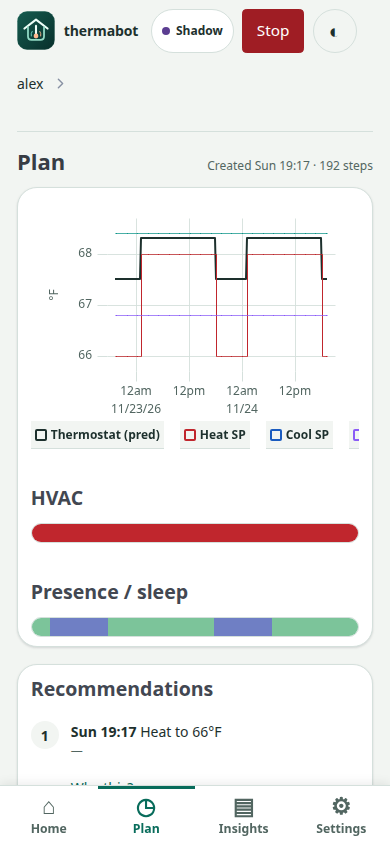 thermabot
Shadow
Stop
alex
Plan
Created Sun 19:17 · 192 steps
68
67
66
°F
12am 12pm 12am 12pm
11/23/26 11/24
Thermostat (pred) Heat SP Cool SP
HVAC
Presence / sleep
Recommendations
1 Sun 19:17 Heat to 66°F
—
Home Plan Insights Settings